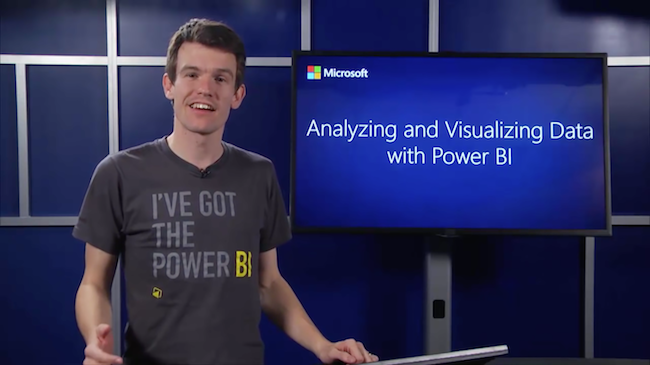 Microsoft
Analyzing and Visualizing Data
with Power BI
I'VE GOT
THE
POWER BI